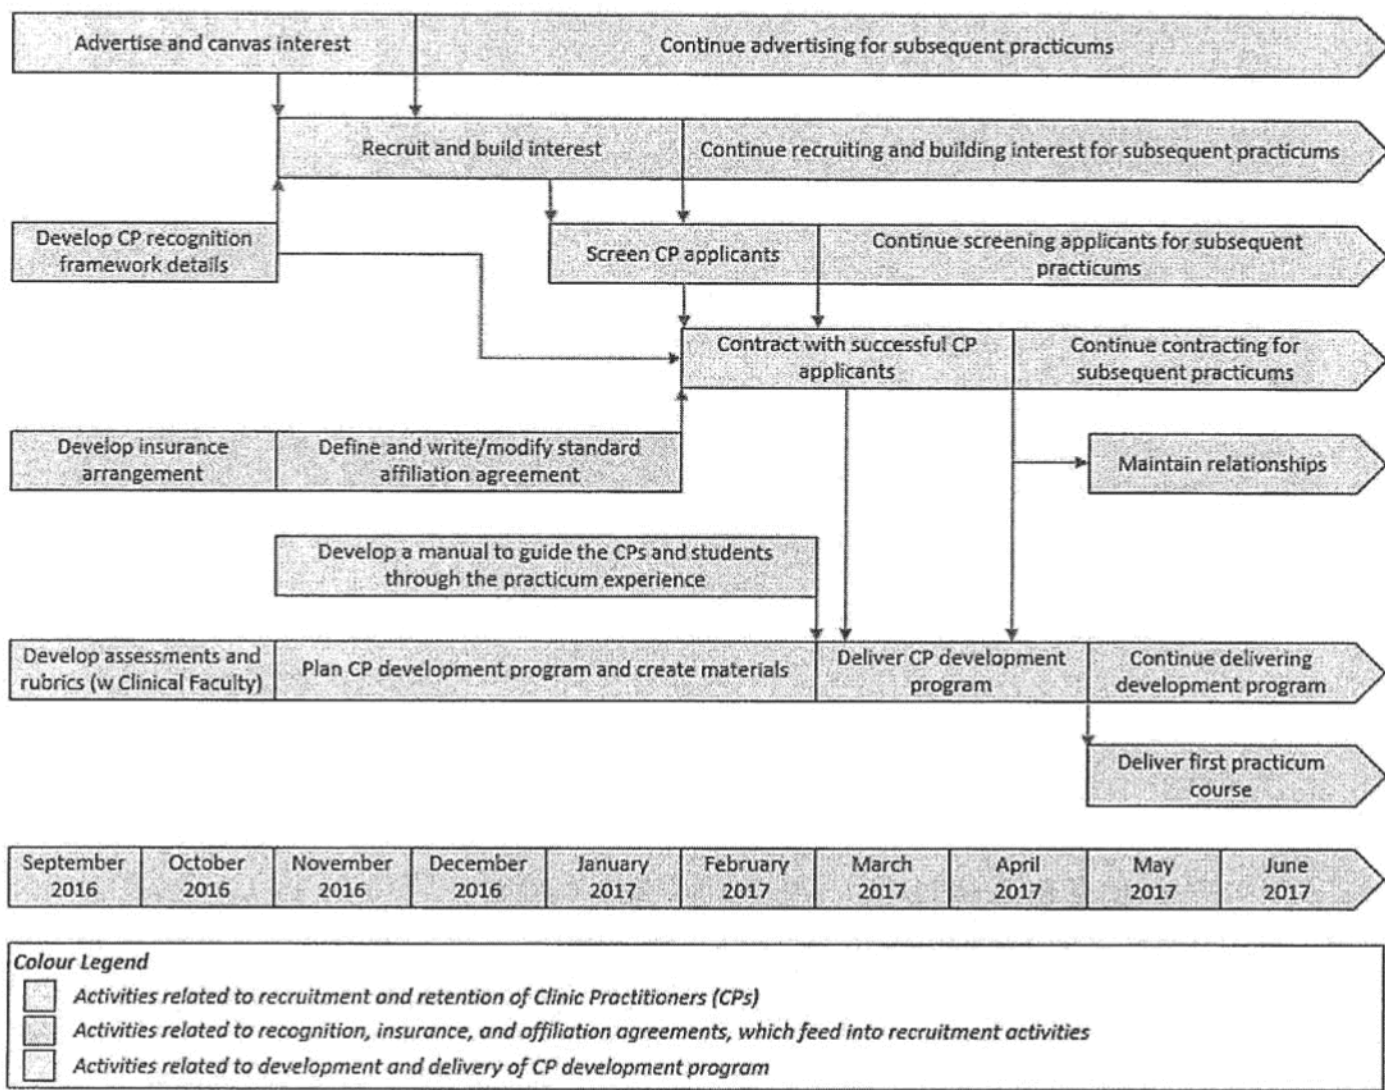 Advertise and canvas interest
Continue advertising for subsequent practicums
Recruit and build interest
Continue recruiting and building interest for subsequent practicums
Develop CP recognition
framework details
Screen CP applicants
Continue screening applicants for subsequent
practicums
Contract with successful CP
applicants
Continue contracting for
subsequent practicums
Develop insurance
arrangement
Define and write/modify standard
affiliation agreement
Maintain relationships
Develop a manual to guide the CPs and students
through the practicum experience
Develop assessments and
rubrics (w Clinical Faculty)
Plan CP development program and create materials
Deliver CP development
program
Continue delivering
development program
Deliver first practicum
course
September
2016
October
2016
November
2016
December
2016
January
2017
February
2017
March
2017
April
2017
May
2017
June
2017
Colour Legend
Activities related to recruitment and retention of Clinic Practitioners (CPs)
Activities related to recognition, insurance, and affiliation agreements, which feed into recruitment activities
Activities related to development and delivery of CP development program